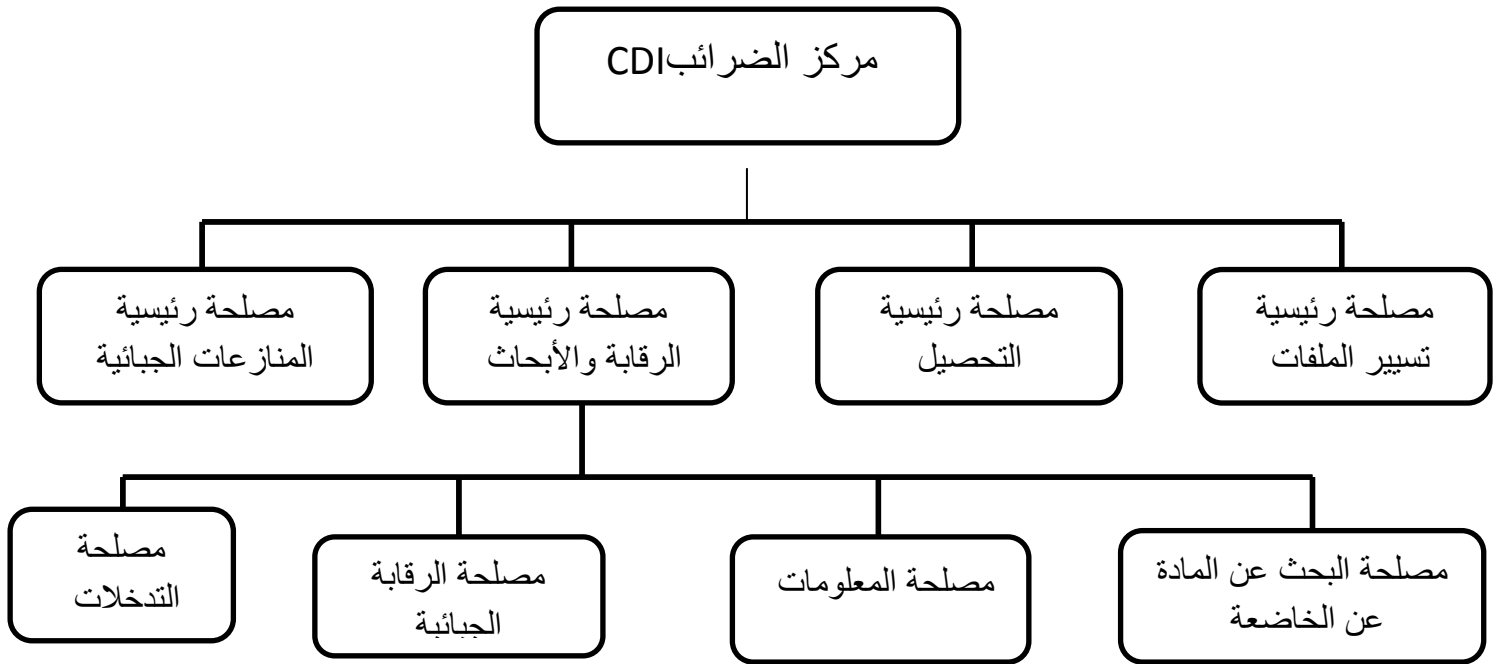 مركز الضرائبCDI
مصلحة رئيسية
تسيير الملفات
مصلحة رئيسية
التحصيل
مصلحة رئيسية
الرقابة والأبحاث
مصلحة رئيسية
المنازعات الجبائية
مصلحة البحث عن المادة
عن الخاضعة
مصلحة المعلومات
مصلحة الرقابة
الجبائية
مصلحة
التدخلات